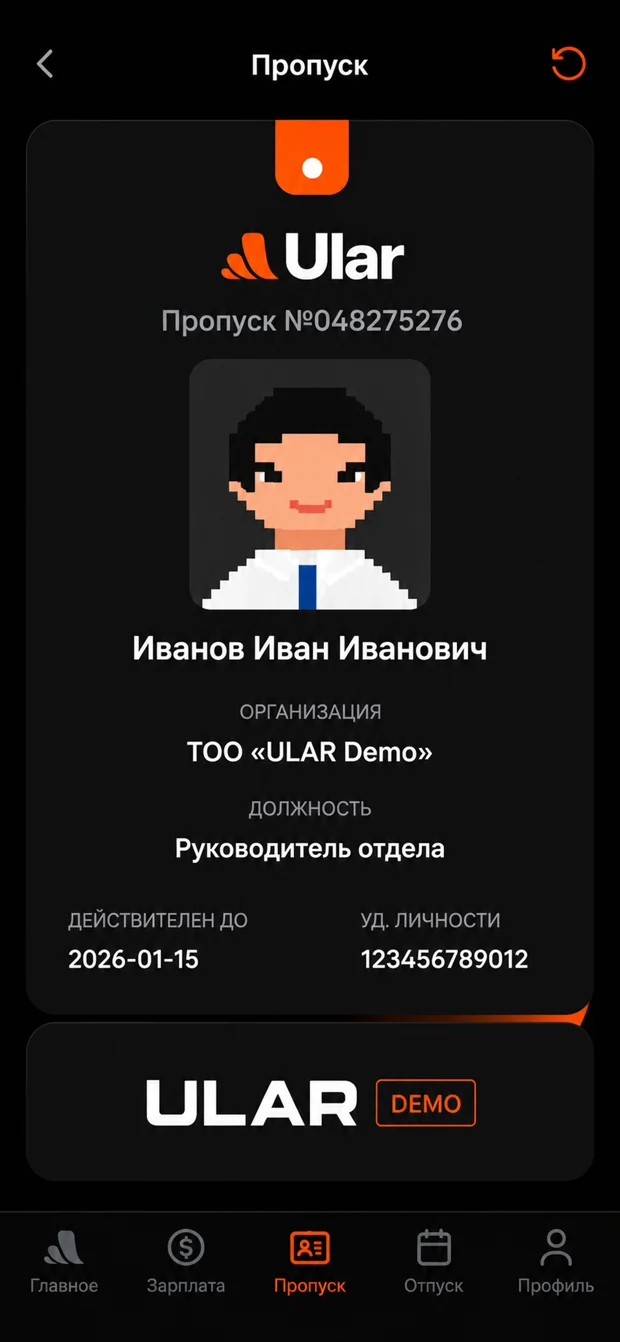 Пропуск
Ular
Пропуск №048275276
Иванов Иван Иванович
ОРГАНИЗАЦИЯ
ТОО «ULAR Demo»
ДОЛЖНОСТЬ
Руководитель отдела
ДЕЙСТВИТЕЛЕН ДО
УД. ЛИЧНОСТИ
2026-01-15
123456789012
ULAR DEMO
Главное
Зарплата
Пропуск
Отпуск
Профиль